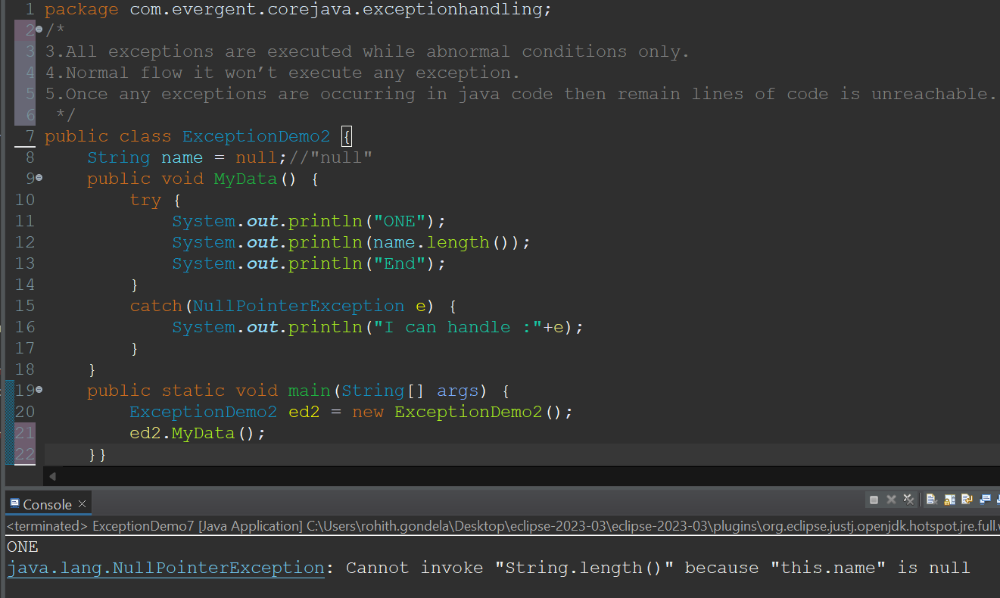 1 package com.evergent.corejava.exceptionhandling;
2 /*
3 3.All exceptions are executed while abnormal conditions only.
4 4.Normal flow it won’t execute any exception.
5 5.Once any exceptions are occurring in java code then remain lines of code is unreachable.
6 */
7 public class ExceptionDemo2 {
8 String name = null;//"null"
9 public void MyData() {
10 try {
11 System.out.println("ONE");
12 System.out.println(name.length());
13 System.out.println("End");
14 }
15 catch(NullPointerException e) {
16 System.out.println("I can handle :"+e);
17 }
18 }
19 public static void main(String[] args) {
20 ExceptionDemo2 ed2 = new ExceptionDemo2();
21 ed2.MyData();
22 }}
Console
<terminated> ExceptionDemo7 [Java Application] C:\Users\rohith.gondela\Desktop\eclipse-2023-03\eclipse-2023-03\plugins\org.eclipse.justj.openjdk.hotspot.jre.full.
ONE
java.lang.NullPointerException: Cannot invoke "String.length()" because "this.name" is null